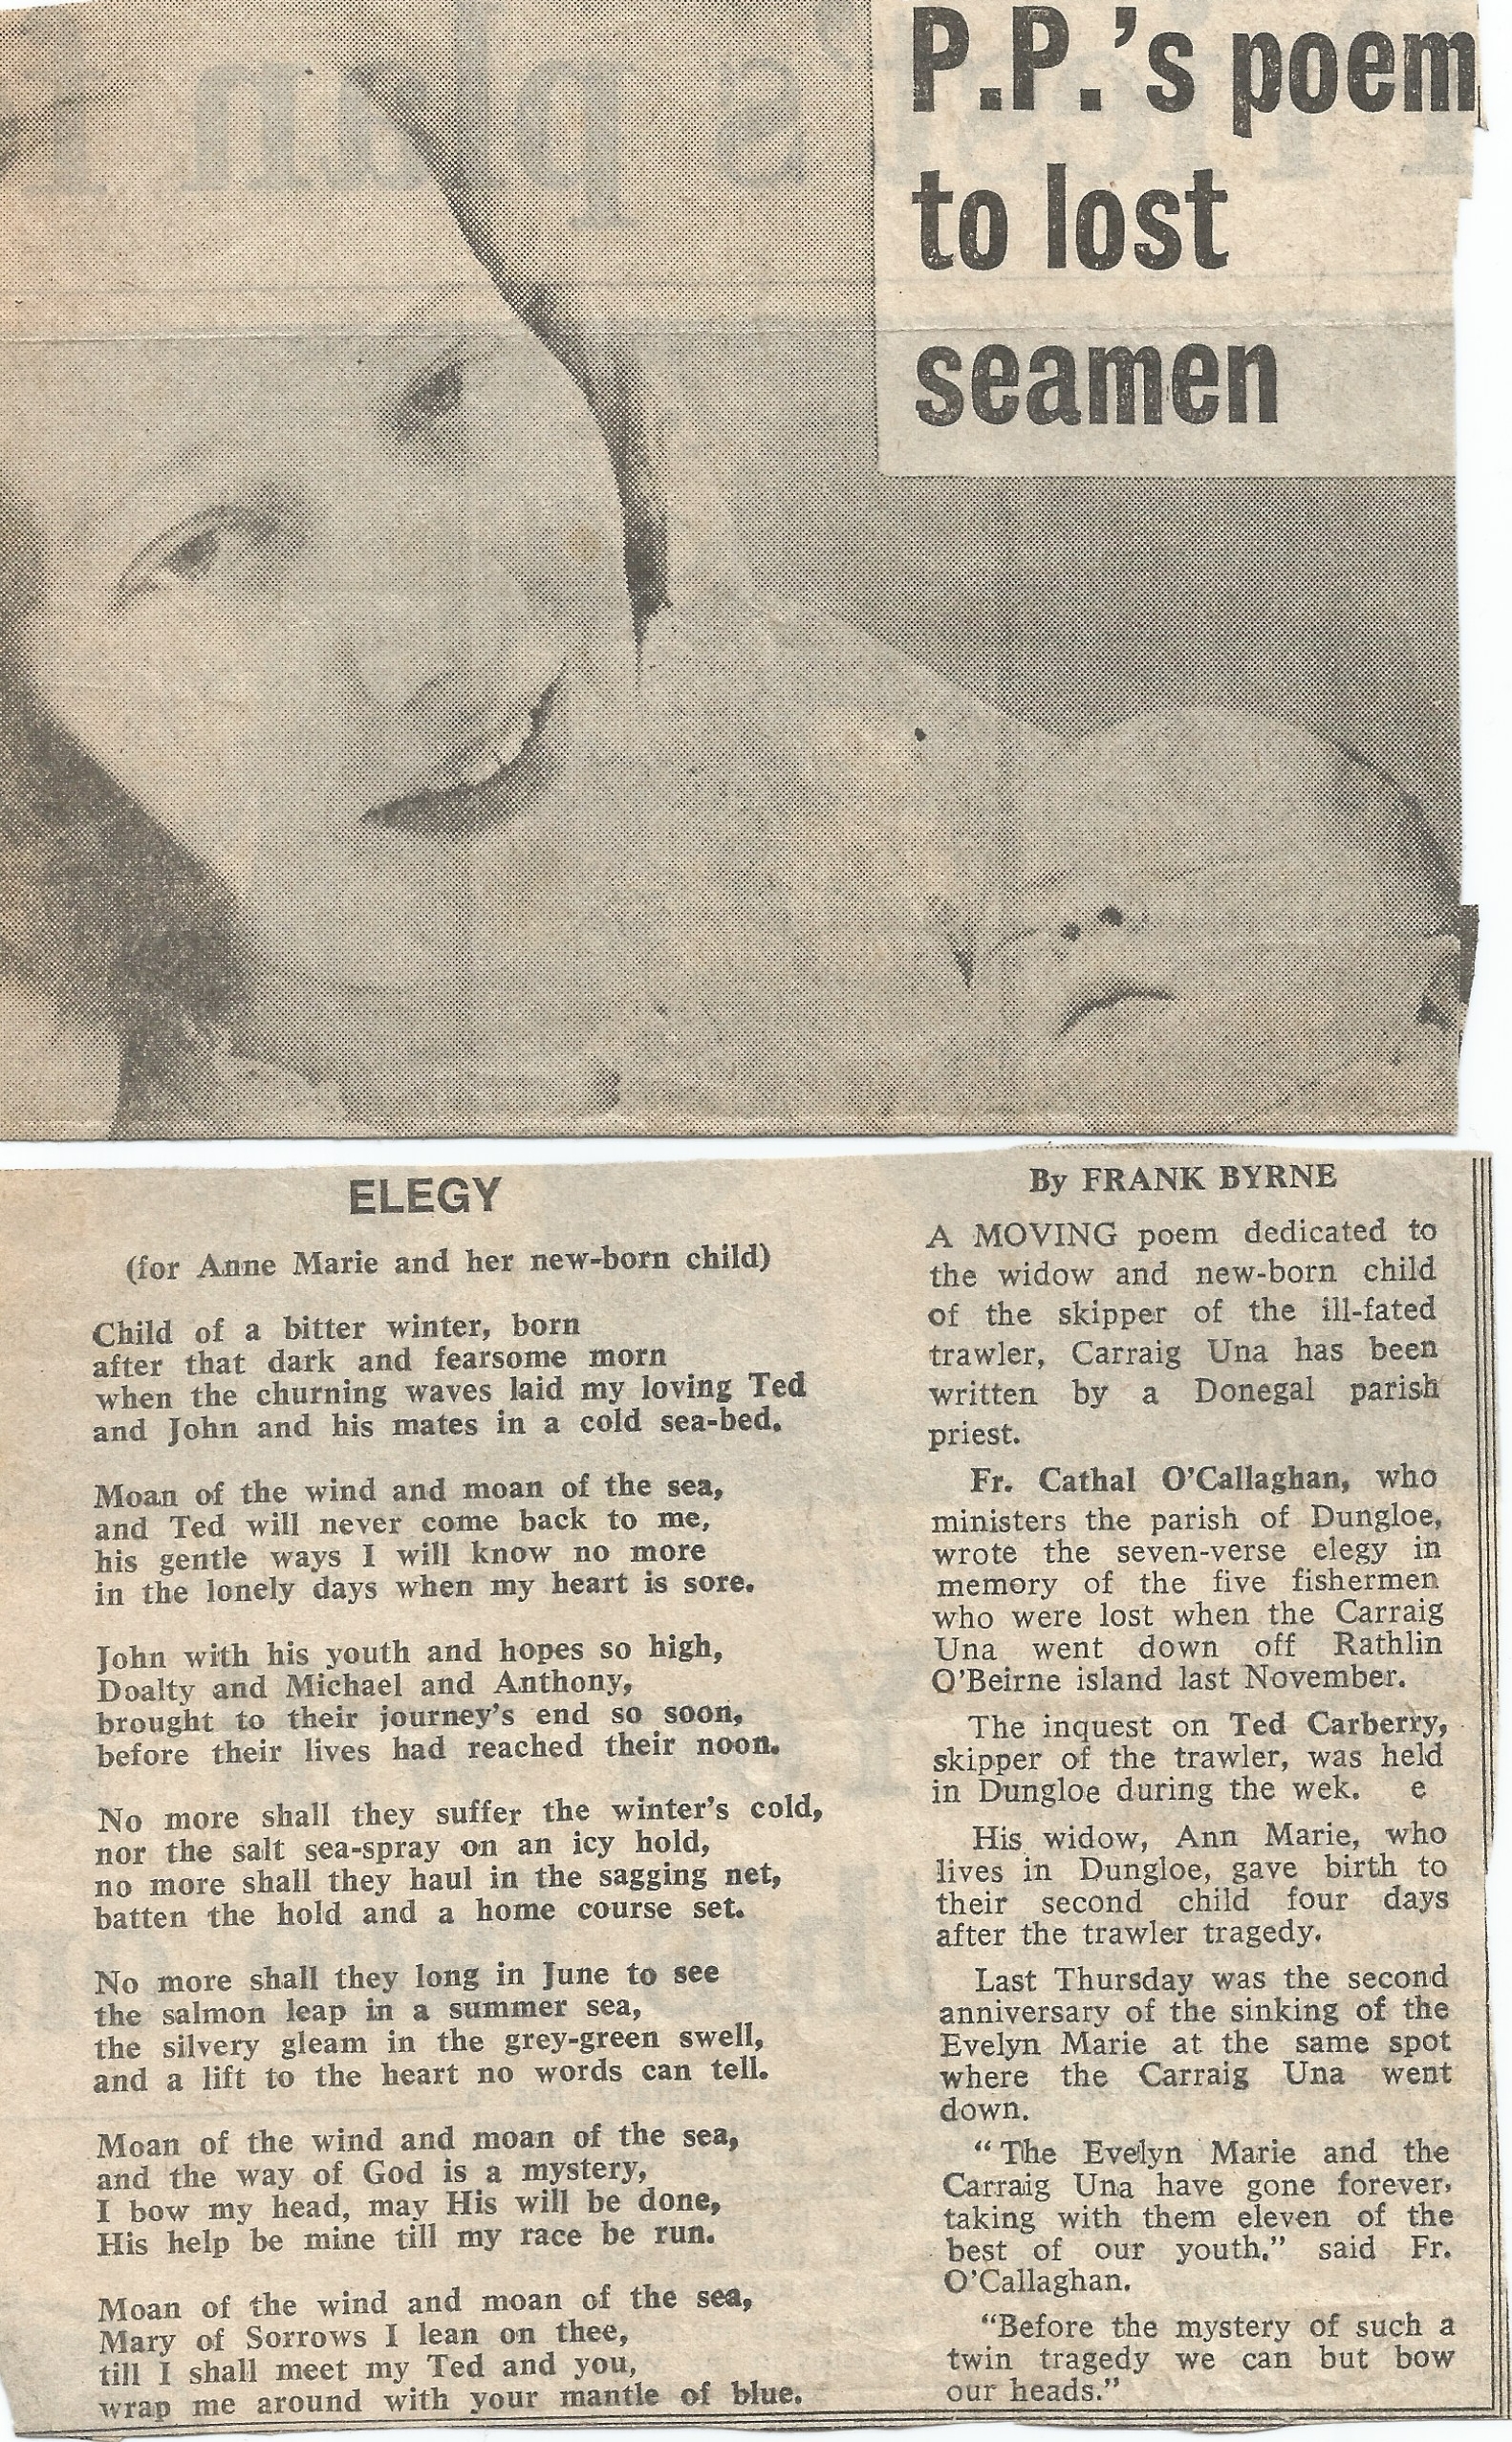 P.P.'s poem
to lost
seamen
ELEGY
(for Anne Marie and her new-born child)
Child of a bitter winter, born
after that dark and fearsome morn
when the churning waves laid my loving Ted
and John and his mates in a cold sea-bed.
Moan of the wind and moan of the sea,
and Ted will never come back to me,
his gentle ways I will know no more
in the lonely days when my heart is sore.
John with his youth and hopes so high,
Doalty and Michael and Anthony,
brought to their journey's end so soon,
before their lives had reached their noon.
No more shall they suffer the winter's cold,
nor the salt sea-spray on an icy hold,
no more shall they haul in the sagging net,
batten the hold and a home course set.
No more shall they long in June to see
the salmon leap in a summer sea,
the silvery gleam in the grey-green swell,
and a lift to the heart no words can tell.
Moan of the wind and moan of the sea,
and the way of God is a mystery,
I bow my head, may His will be done,
His help be mine till my race be run.
Moan of the wind and moan of the sea,
Mary of Sorrows I lean on thee,
till I shall meet my Ted and you,
wrap me around with your mantle of blue.
By FRANK BYRNE
A MOVING poem dedicated to
the widow and new-born child
of the skipper of the ill-fated
trawler, Carraig Una has been
written by a Donegal parish
priest.
Fr. Cathal O'Callaghan, who
ministers the parish of Dungloe,
wrote the seven-verse elegy in
memory of the five fishermen
who were lost when the Carraig
Una went down off Rathlin
O'Beirne island last November.
The inquest on Ted Carberry,
skipper of the trawler, was held
in Dungloe during the wek. e
His widow, Ann Marie, who
lives in Dungloe, gave birth to
their second child four days
after the trawler tragedy.
Last Thursday was the second
anniversary of the sinking of the
Evelyn Marie at the same spot
where the Carraig Una went
down.
"The Evelyn Marie and the
Carraig Una have gone forever,
taking with them eleven of the
best of our youth," said Fr.
O'Callaghan.
"Before the mystery of such a
twin tragedy we can but bow
our heads."